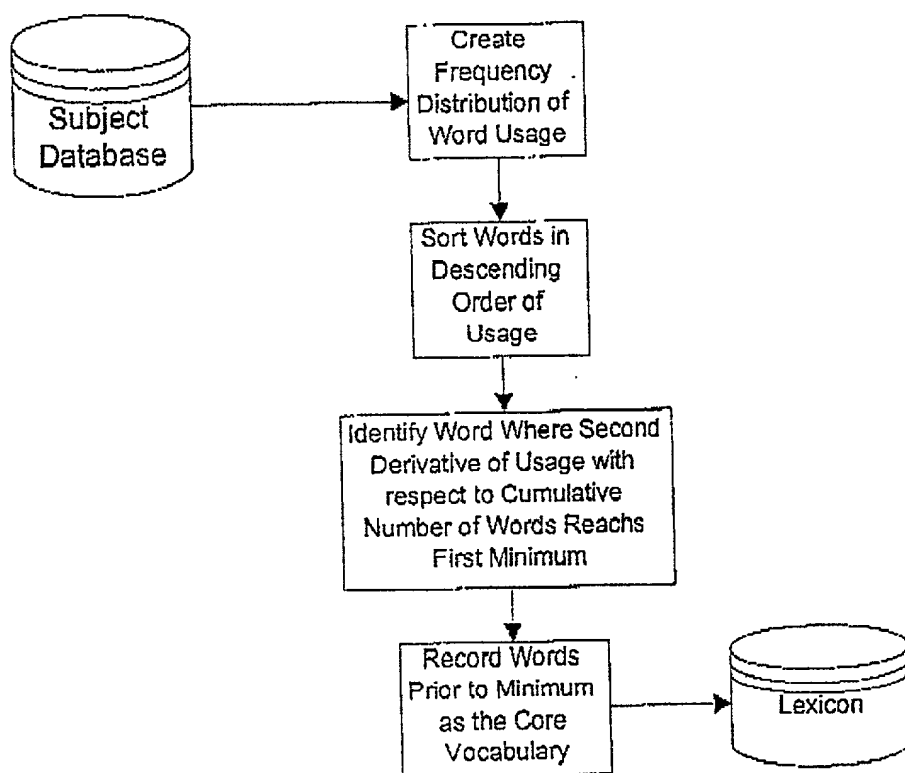 Subject
Database
Create
Frequency
Distribution of
Word Usage
Sort Words in
Descending
Order of
Usage
Identify Word Where Second
Derivative of Usage with
respect to Cumulative
Number of Words Reachs
First Minimum
Record Words
Prior to Minimum
as the Core
Vocabulary
Lexicon